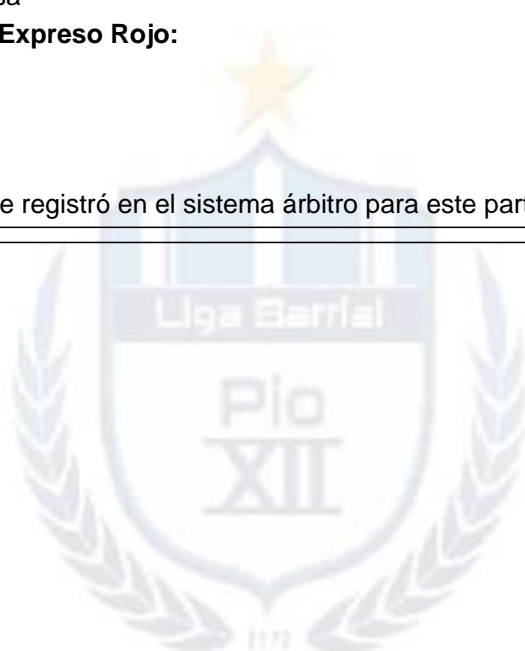 sa
Expreso Rojo:
e registró en el sistema árbitro para este part
Liga Barrial
Pio
XII